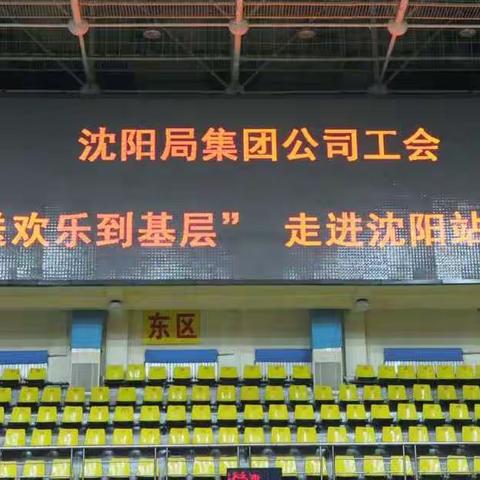 沈阳局集团公司工会
送欢乐到基层” 走进沈阳站
东区